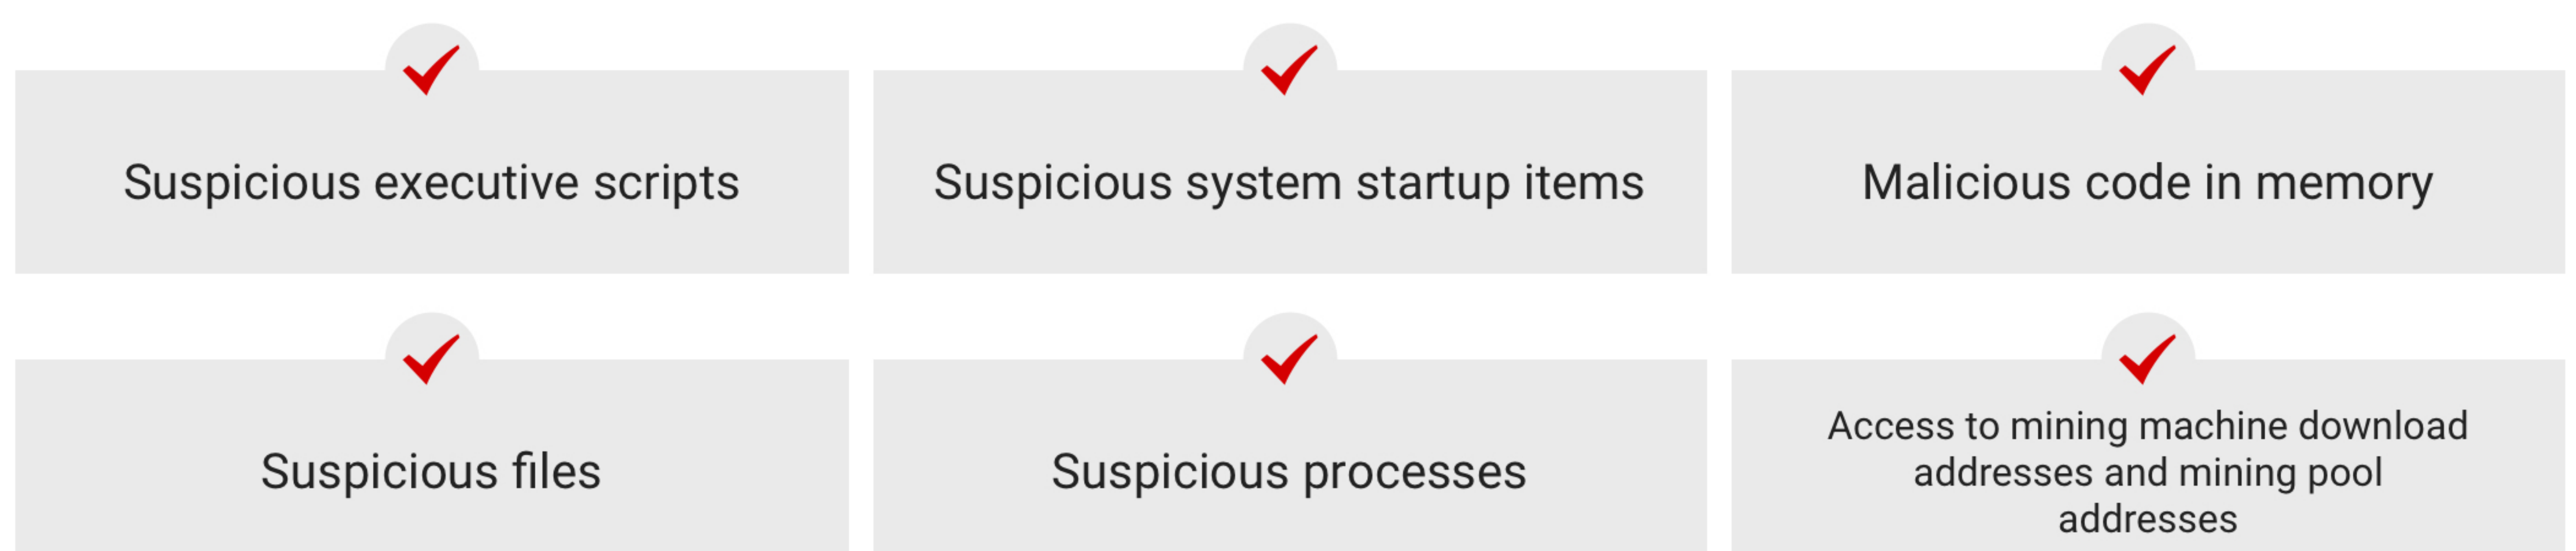 Suspicious executive scripts
Suspicious system startup items
Malicious code in memory
Suspicious files
Suspicious processes
Access to mining machine download
addresses and mining pool
addresses